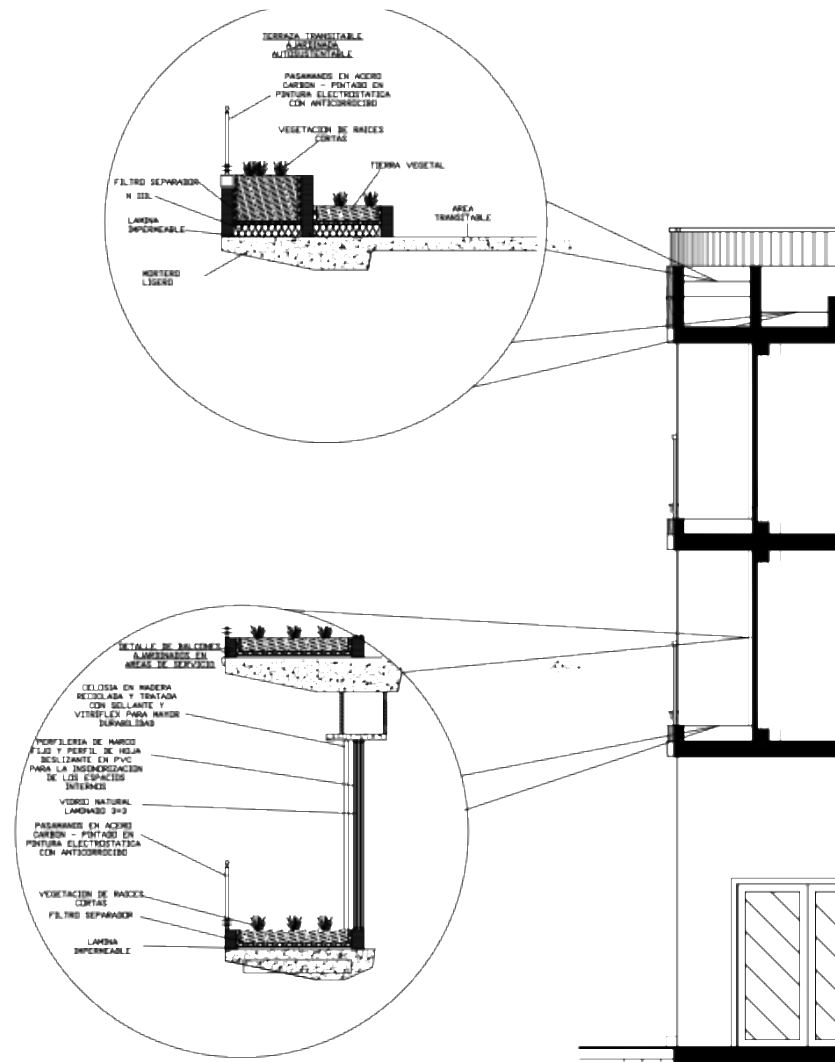 TERRAZA TRANSITABLE
AJARDINADA
AUTOSUSTENTABLE
PASAMANOS EN ACERO
CARBON - PINTADO EN
PINTURA ELECTROSTATICA
CON ANTICORROCIBO
VEGETACION DE RAICES
CORTAS
TIERRA VEGETAL
FILTRO SEPARADOR
LAMINA
IMPERMEABLE
AREA
TRANSITABLE
MORTERO
LIGERO
DETALLE DE BALCONES
AJARDINADOS EN
AREAS DE SERVICIO
CELOSIA EN MADERA
RECICLADA Y TRATADA
CON SELLANTE Y
VITRIFLEX PARA MAYOR
DURABILIDAD
PERFILERIA DE MARCO
FIJO Y PERFIL DE HOJA
DESLIZANTE EN PVC
PARA LA INSONORIZACION
DE LOS ESPACIOS
INTERNOS
VIDRIO NATURAL
LAMINADO 3+3
PASAMANOS EN ACERO
CARBON - PINTADO EN
PINTURA ELECTROSTATICA
CON ANTICORROCIBO
VEGETACION DE RAICES
CORTAS
FILTRO SEPARADOR
LAMINA
IMPERMEABLE